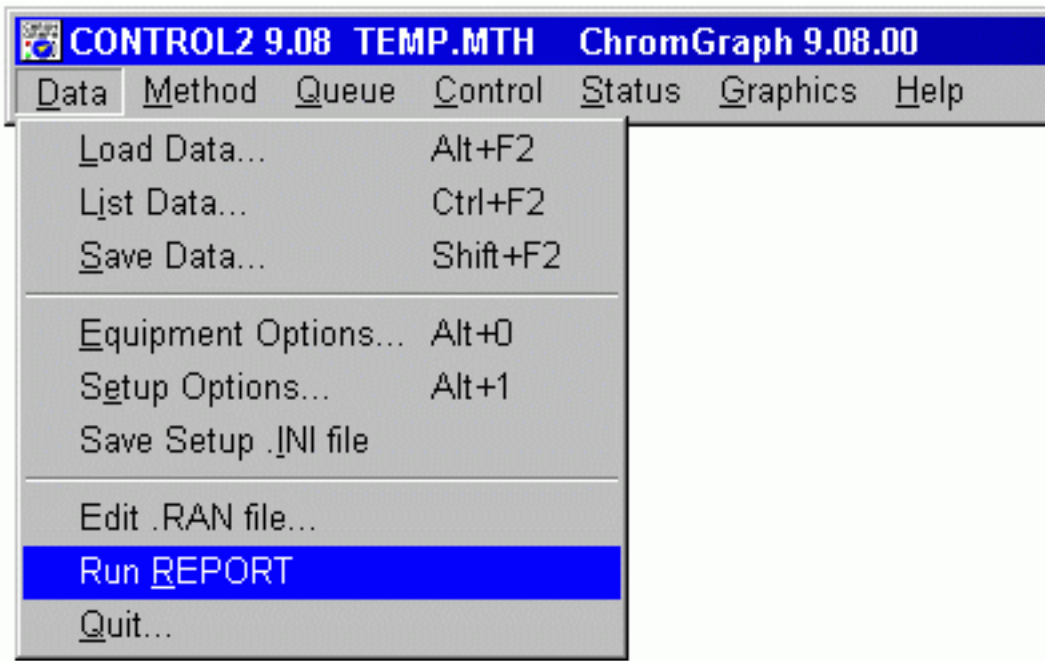 CONTROL2 9.08 TEMP.MTH ChromGraph 9.08.00
Data Method Queue Control Status Graphics Help
Load Data... Alt+F2
List Data... Ctrl+F2
Save Data... Shift+F2
Equipment Options... Alt+0
Setup Options... Alt+1
Save Setup .INI file
Edit .RAN file...
Run REPORT
Quit...